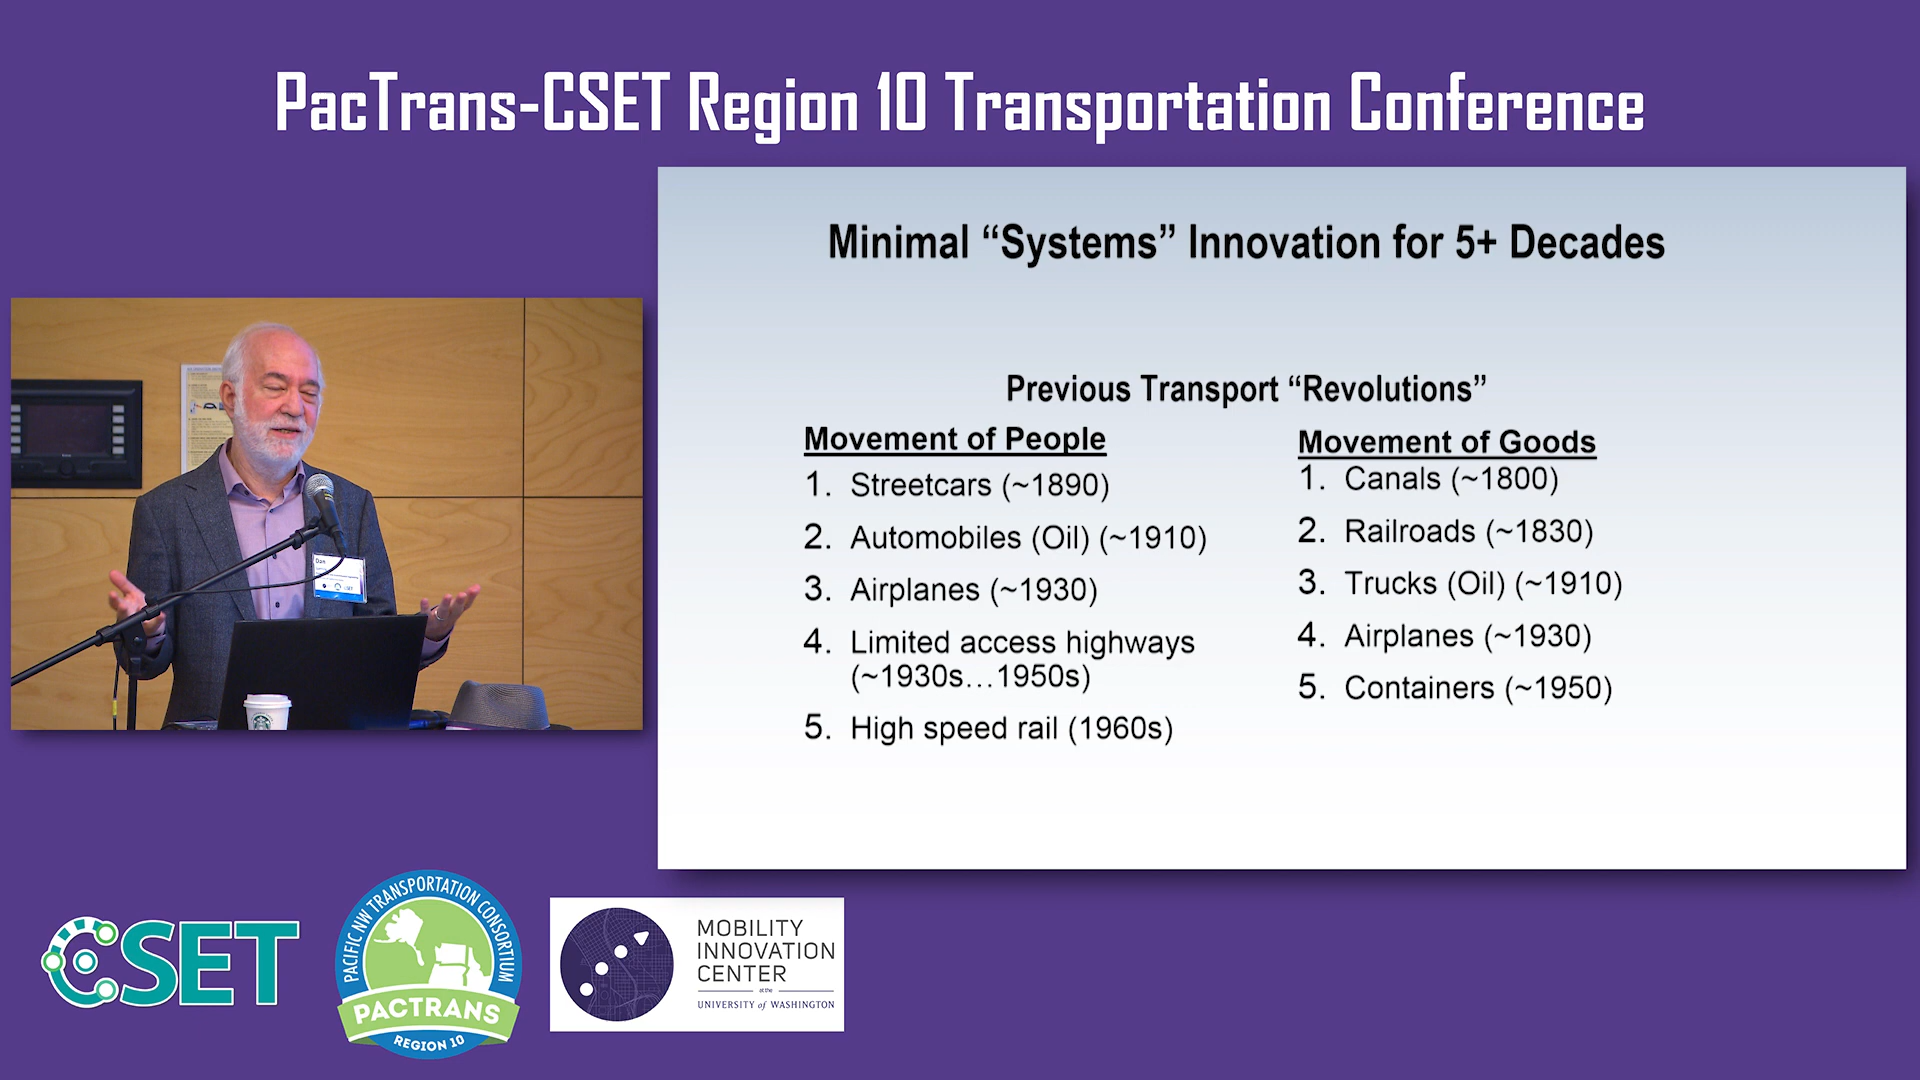 PacTrans-CSET Region 10 Transportation Conference
Minimal “Systems” Innovation for 5+ Decades
Previous Transport “Revolutions”
Movement of People
1. Streetcars (~1890)
2. Automobiles (Oil) (~1910)
3. Airplanes (~1930)
4. Limited access highways
(~1930s…1950s)
5. High speed rail (1960s)
Movement of Goods
1. Canals (~1800)
2. Railroads (~1830)
3. Trucks (Oil) (~1910)
4. Airplanes (~1930)
5. Containers (~1950)
Dan
CSET
PACIFIC NW TRANSPORTATION CONSORTIUM
PACTRANS
REGION 10
MOBILITY
INNOVATION
CENTER
at the
UNIVERSITY of WASHINGTON